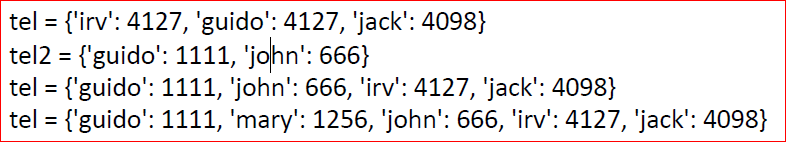 tel = {'irv': 4127, 'guido': 4127, 'jack': 4098}
tel2 = {'guido': 1111, 'john': 666}
tel = {'guido': 1111, 'john': 666, 'irv': 4127, 'jack': 4098}
tel = {'guido': 1111, 'mary': 1256, 'john': 666, 'irv': 4127, 'jack': 4098}